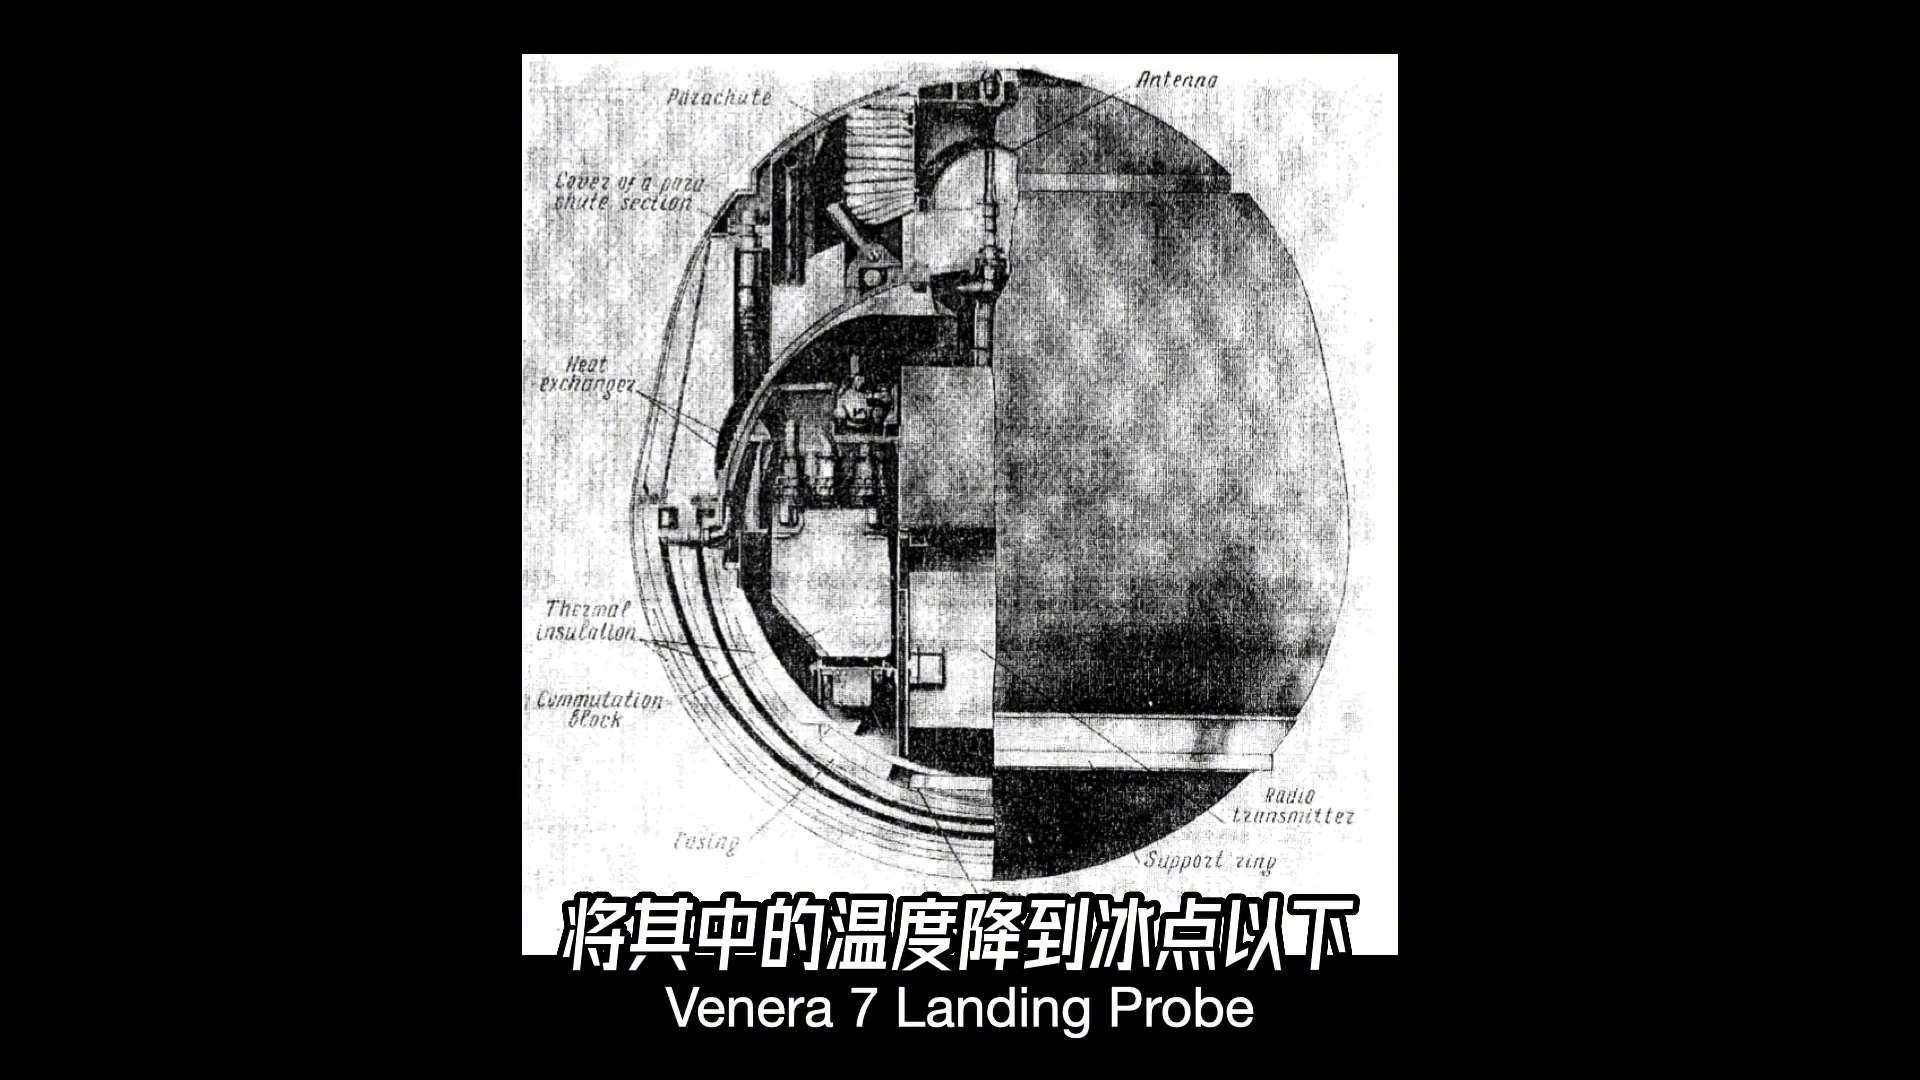 Antenna
Parachute
Cover of a para
chute section
Heat
exchanger
Thermal
insulation
Commutation
block
Casing
Radio
transmitter
Support ring
将其中的温度降到冰点以下
Venera 7 Landing Probe